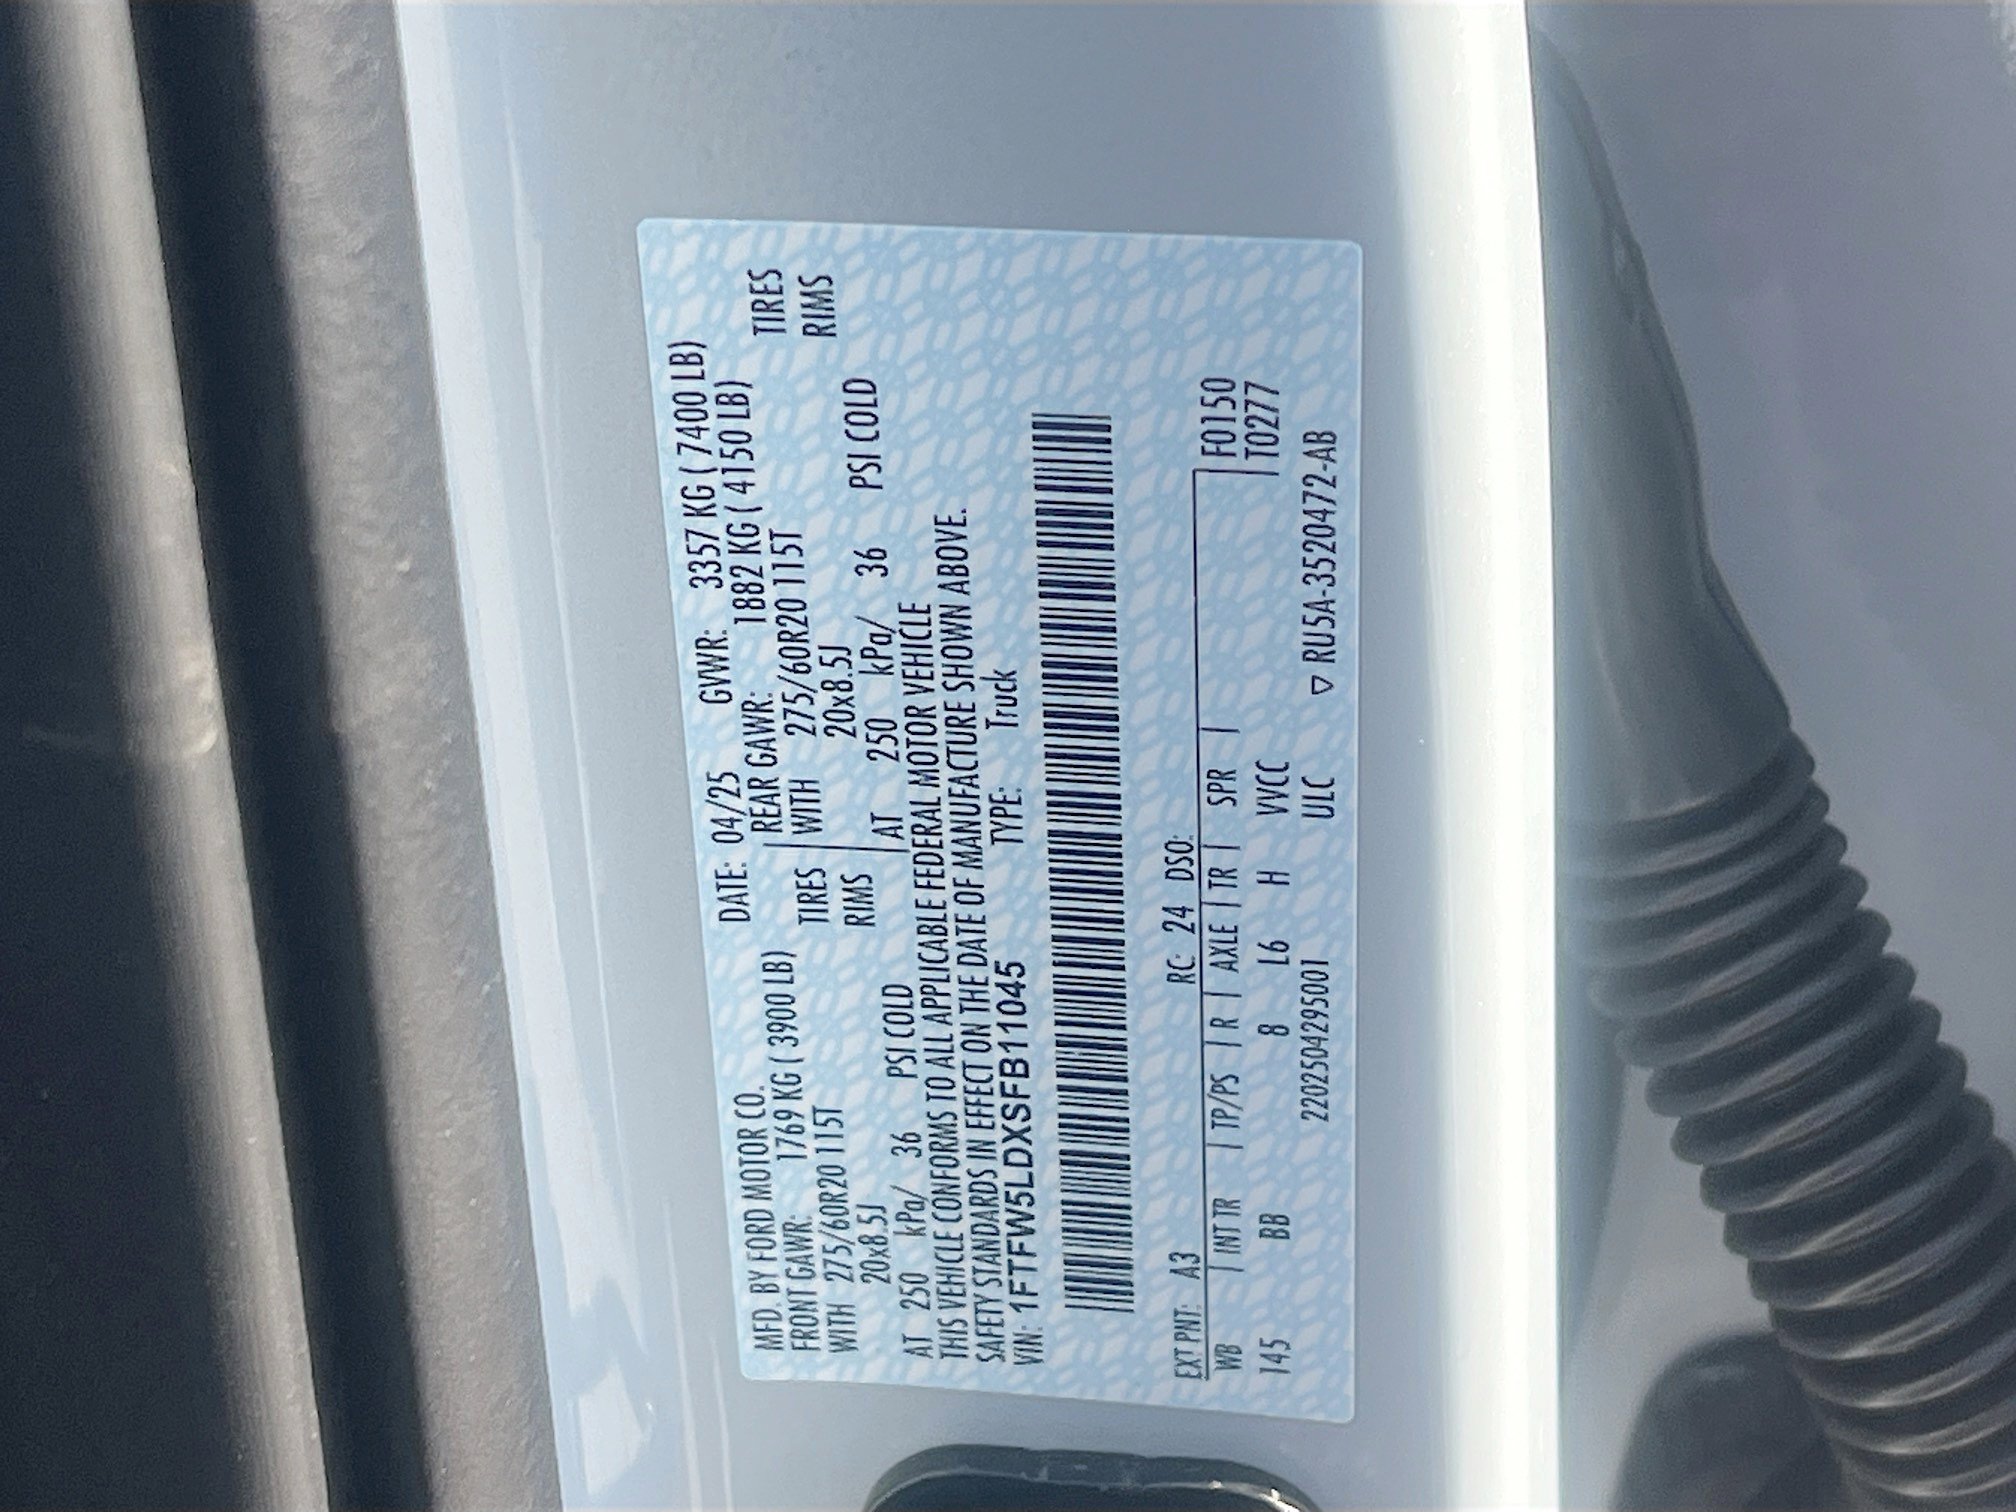 MFD. BY FORD MOTOR CO. DATE: 04/25 GVWR: 3357 KG ( 7400 LB)
FRONT GAWR: 1769 KG ( 3900 LB) REAR GAWR: 1882 KG ( 4150 LB)
WITH 275/60R20 115T TIRES WITH 275/60R20 115T TIRES
20x8.5J RIMS 20x8.5J RIMS
AT 250 kPa/ 36 PSI COLD AT 250 kPa/ 36 PSI COLD
THIS VEHICLE CONFORMS TO ALL APPLICABLE FEDERAL MOTOR VEHICLE
SAFETY STANDARDS IN EFFECT ON THE DATE OF MANUFACTURE SHOWN ABOVE.
VIN: 1FTFW5LDXSFB11045 TYPE: Truck
EXT PNT: A3 RC: 24 DSO:
WB | INT TR | TP/PS | R | AXLE | TR | SPR | F0150
145 BB 8 L6 H VVCC T0277
220250429S001 ULC ▽ RU5A-3520472-AB